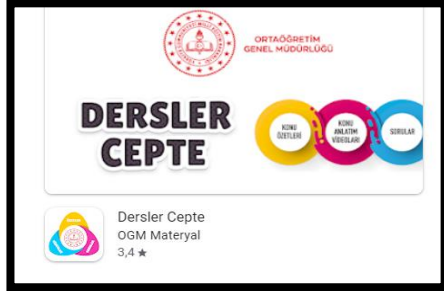 ORTAÖĞRETİM
GENEL MÜDÜRLÜĞÜ
DERSLER
CEPTE
KONU
ÖZETLERİ
KONU
ANLATIM
VİDEOLARI
SORULAR
Dersler Cepte
OGM Materyal
3,4 ★